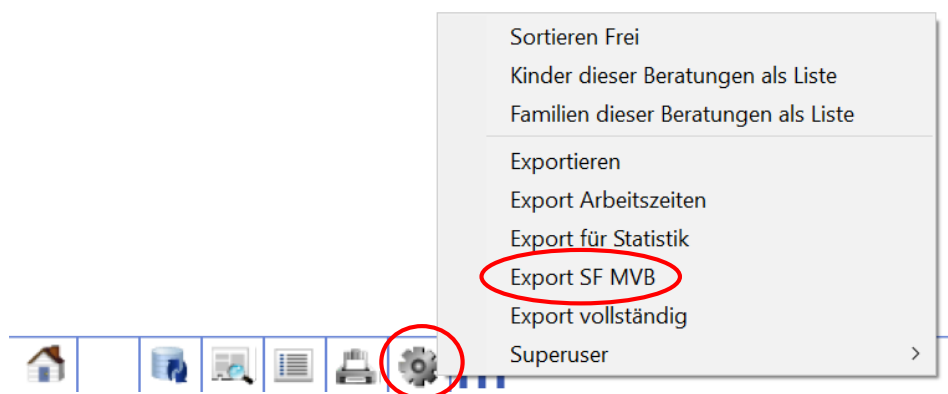 Sortieren Frei
Kinder dieser Beratungen als Liste
Familien dieser Beratungen als Liste
Exportieren
Export Arbeitszeiten
Export für Statistik
Export SF MVB
Export vollständig
Superuser